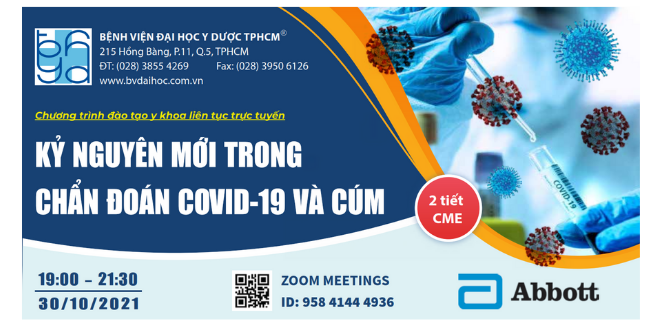 BỆNH VIỆN ĐẠI HỌC Y DƯỢC TPHCM®
215 Hồng Bàng, P.11, Q.5, TPHCM
ĐT: (028) 3855 4269 Fax: (028) 3950 6126
www.bvdaihoc.com.vn
Chương trình đào tạo y khoa liên tục trực tuyến
KỶ NGUYÊN MỚI TRONG
CHẨN ĐOÁN COVID-19 VÀ CÚM
2 tiết
CME
COVID-19
19:00 – 21:30
30/10/2021
ZOOM MEETINGS
ID: 958 4144 4936
Abbott